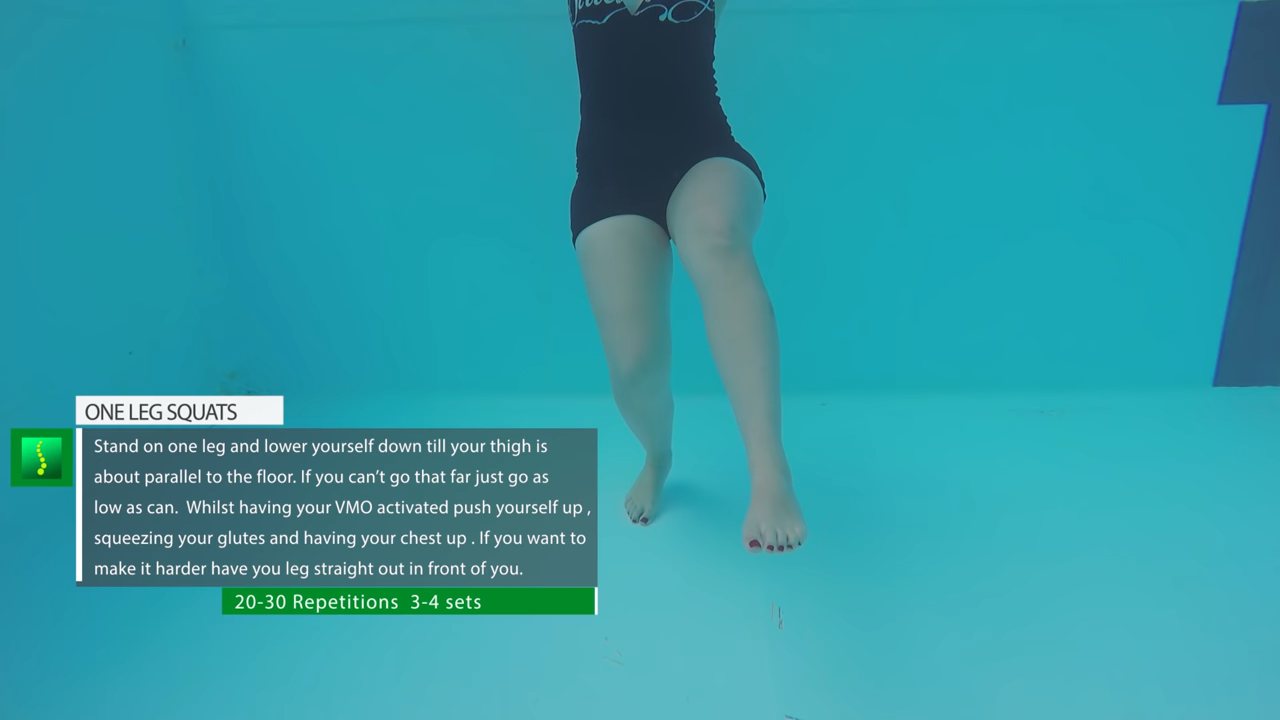 ONE LEG SQUATS
Stand on one leg and lower yourself down till your thigh is
about parallel to the floor. If you can't go that far just go as
low as can.  Whilst having your VMO activated push yourself up ,
squeezing your glutes and having your chest up . If you want to
make it harder have you leg straight out in front of you.
20-30 Repetitions  3-4 sets